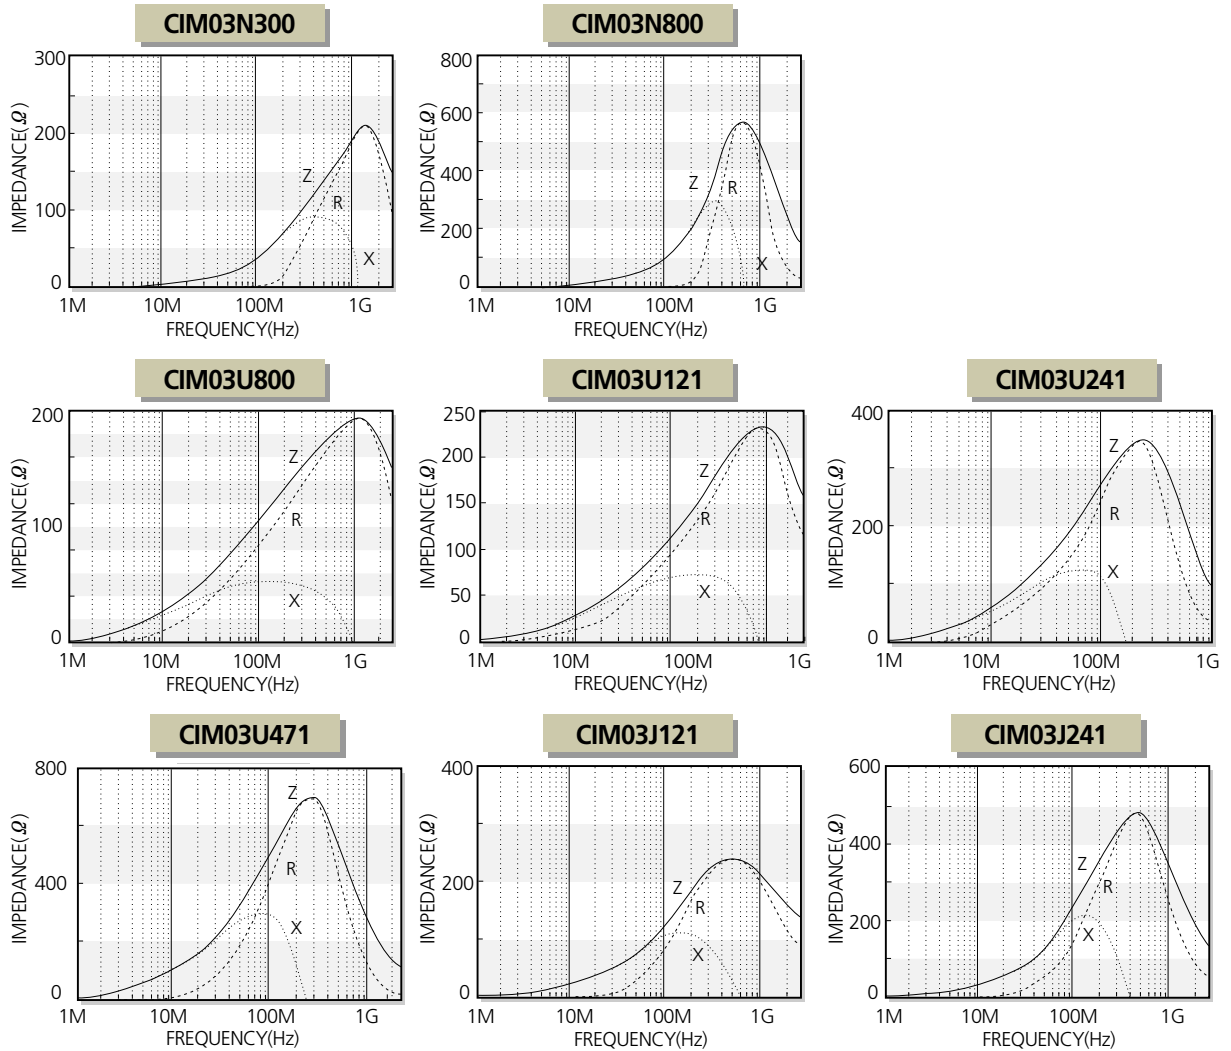 CIM03N300
IMPEDANCE(Ω)
300
200
100
0
Z
R
X
1M 10M 100M 1G
FREQUENCY(Hz)
CIM03N800
IMPEDANCE(Ω)
800
600
400
200
0
Z
R
X
1M 10M 100M 1G
FREQUENCY(Hz)
CIM03U800
IMPEDANCE(Ω)
200
100
0
Z
R
X
1M 10M 100M 1G
FREQUENCY(Hz)
CIM03U121
IMPEDANCE(Ω)
250
200
150
100
50
0
Z
R
X
1M 10M 100M 1G
FREQUENCY(Hz)
CIM03U241
IMPEDANCE(Ω)
400
200
0
Z
R
X
1M 10M 100M 1G
FREQUENCY(Hz)
CIM03U471
IMPEDANCE(Ω)
800
400
0
Z
R
X
1M 10M 100M 1G
FREQUENCY(Hz)
CIM03J121
IMPEDANCE(Ω)
400
200
0
Z
R
X
1M 10M 100M 1G
FREQUENCY(Hz)
CIM03J241
IMPEDANCE(Ω)
600
400
200
0
Z
R
X
1M 10M 100M 1G
FREQUENCY(Hz)